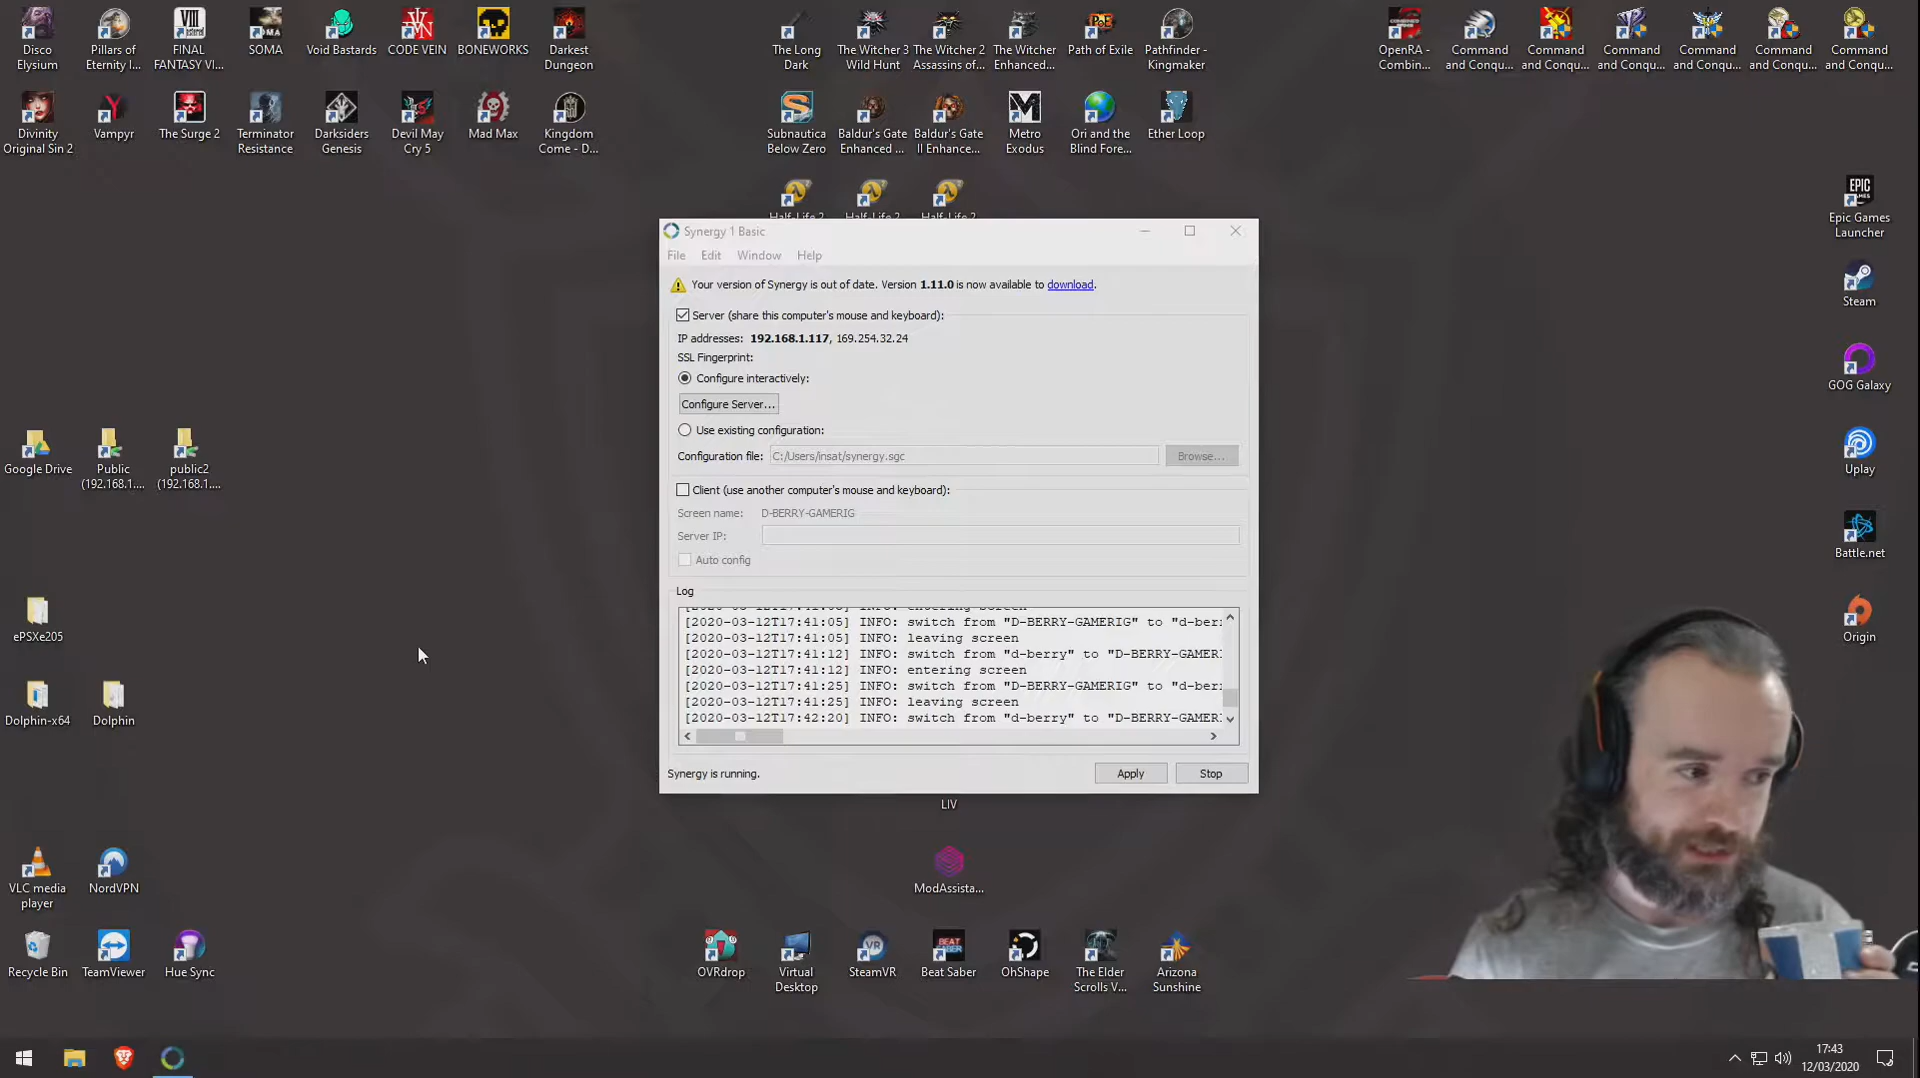 Disco
Elysium
Pillars of
Eternity I...
FINAL
FANTASY VI...
SOMA
Void Bastards
CODE VEIN
BONEWORKS
Darkest
Dungeon
The Long
Dark
The Witcher 3
Wild Hunt
The Witcher 2
Assassins of...
The Witcher
Enhanced...
Path of Exile
Pathfinder -
Kingmaker
OpenRA -
Combin...
Command
and Conqu...
Command
and Conqu...
Command
and Conqu...
Command
and Conqu...
Command
and Conqu...
Command
and Conqu...
Divinity
Original Sin 2
Vampyr
The Surge 2
Terminator
Resistance
Darksiders
Genesis
Devil May
Cry 5
Mad Max
Kingdom
Come - D...
Subnautica
Below Zero
Baldur's Gate
Enhanced ...
Baldur's Gate
II Enhance...
Metro
Exodus
Ori and the
Blind Fore...
Ether Loop
Half-Life 2
Half-Life 2
Half-Life 2
EPIC
GAMES
Epic Games
Launcher
Steam
GOG Galaxy
Uplay
Battle.net
Origin
Google Drive
Public
(192.168.1....
public2
(192.168.1....
ePSXe205
Dolphin-x64
Dolphin
VLC media
player
NordVPN
Recycle Bin
TeamViewer
Hue Sync
Synergy 1 Basic
File Edit Window Help
Your version of Synergy is out of date. Version 1.11.0 is now available to download.
Server (share this computer's mouse and keyboard):
IP addresses: 192.168.1.117, 169.254.32.24
SSL Fingerprint:
Configure interactively:
Configure Server...
Use existing configuration:
Configuration file: C:/Users/insat/synergy.sgc Browse...
Client (use another computer's mouse and keyboard):
Screen name: D-BERRY-GAMERIG
Server IP:
Auto config
Log
[2020-03-12T17:41:05] INFO: switch from "D-BERRY-GAMERIG" to "d-berr
[2020-03-12T17:41:05] INFO: leaving screen
[2020-03-12T17:41:12] INFO: switch from "d-berry" to "D-BERRY-GAMERI
[2020-03-12T17:41:12] INFO: entering screen
[2020-03-12T17:41:25] INFO: switch from "D-BERRY-GAMERIG" to "d-berr
[2020-03-12T17:41:25] INFO: leaving screen
[2020-03-12T17:42:20] INFO: switch from "d-berry" to "D-BERRY-GAMERI
Synergy is running. Apply Stop
LIV
ModAssista...
OVRdrop
Virtual
Desktop
SteamVR
Beat Saber
OhShape
The Elder
Scrolls V...
Arizona
Sunshine
17:43
12/03/2020